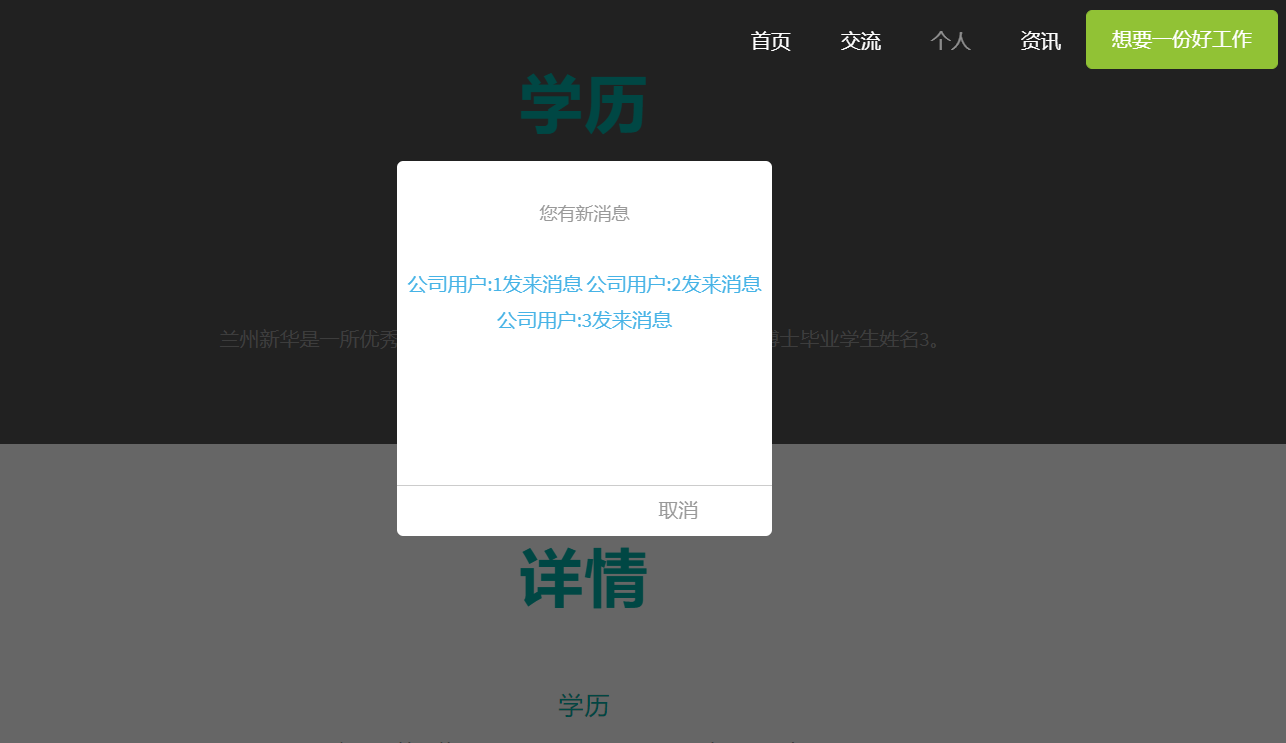 首页 交流 个人 资讯 想要一份好工作
学历
您有新消息
公司用户:1发来消息 公司用户:2发来消息
公司用户:3发来消息
兰州新华是一所优秀 士毕业学生姓名3。
取消
详情
学历